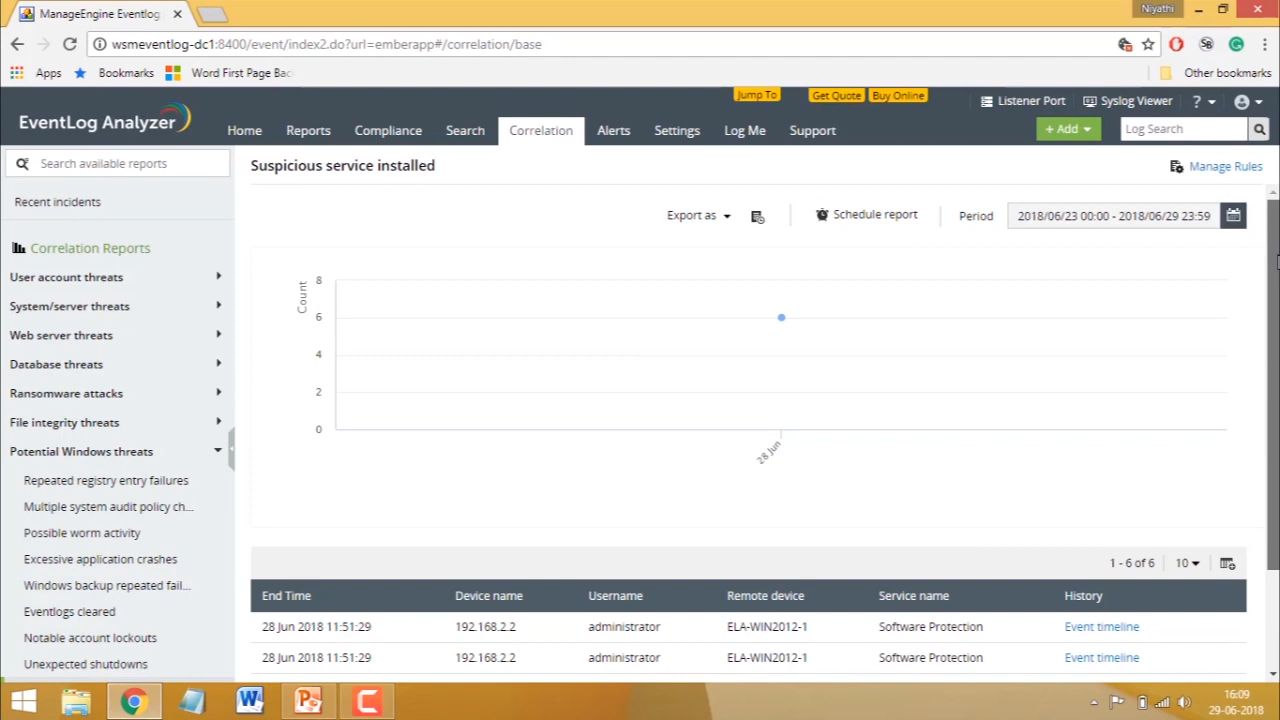 ManageEngine Eventlog
Niyathi
wsmeventlog-dc1:8400/event/index2.do?url=emberapp#/correlation/base
Apps Bookmarks Word First Page Bac Other bookmarks
Jump To Get Quote Buy Online Listener Port Syslog Viewer ?
EventLog Analyzer
Home Reports Compliance Search Correlation Alerts Settings Log Me Support + Add Log Search
Search available reports
Suspicious service installed
Manage Rules
Recent incidents
Export as Schedule report Period 2018/06/23 00:00 - 2018/06/29 23:59
Correlation Reports
User account threats
System/server threats
Web server threats
Database threats
Ransomware attacks
File integrity threats
Potential Windows threats
Repeated registry entry failures
Multiple system audit policy ch...
Possible worm activity
Excessive application crashes
Windows backup repeated fail...
Eventlogs cleared
Notable account lockouts
Unexpected shutdowns
Count
8
6
4
2
0
28 Jun
1 - 6 of 6 10
End Time Device name Username Remote device Service name History
28 Jun 2018 11:51:29 192.168.2.2 administrator ELA-WIN2012-1 Software Protection Event timeline
28 Jun 2018 11:51:29 192.168.2.2 administrator ELA-WIN2012-1 Software Protection Event timeline
16:09
29-06-2018